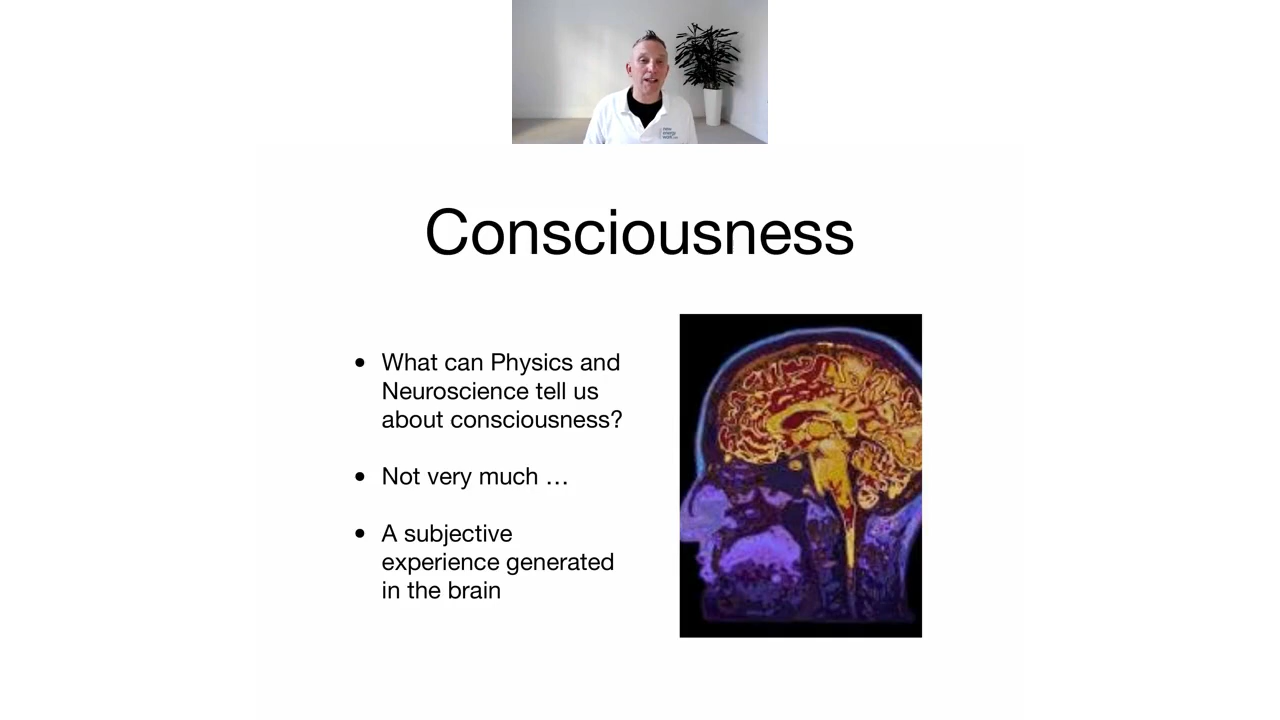 Consciousness
• What can Physics and
Neuroscience tell us
about consciousness?
• Not very much …
• A subjective
experience generated
in the brain